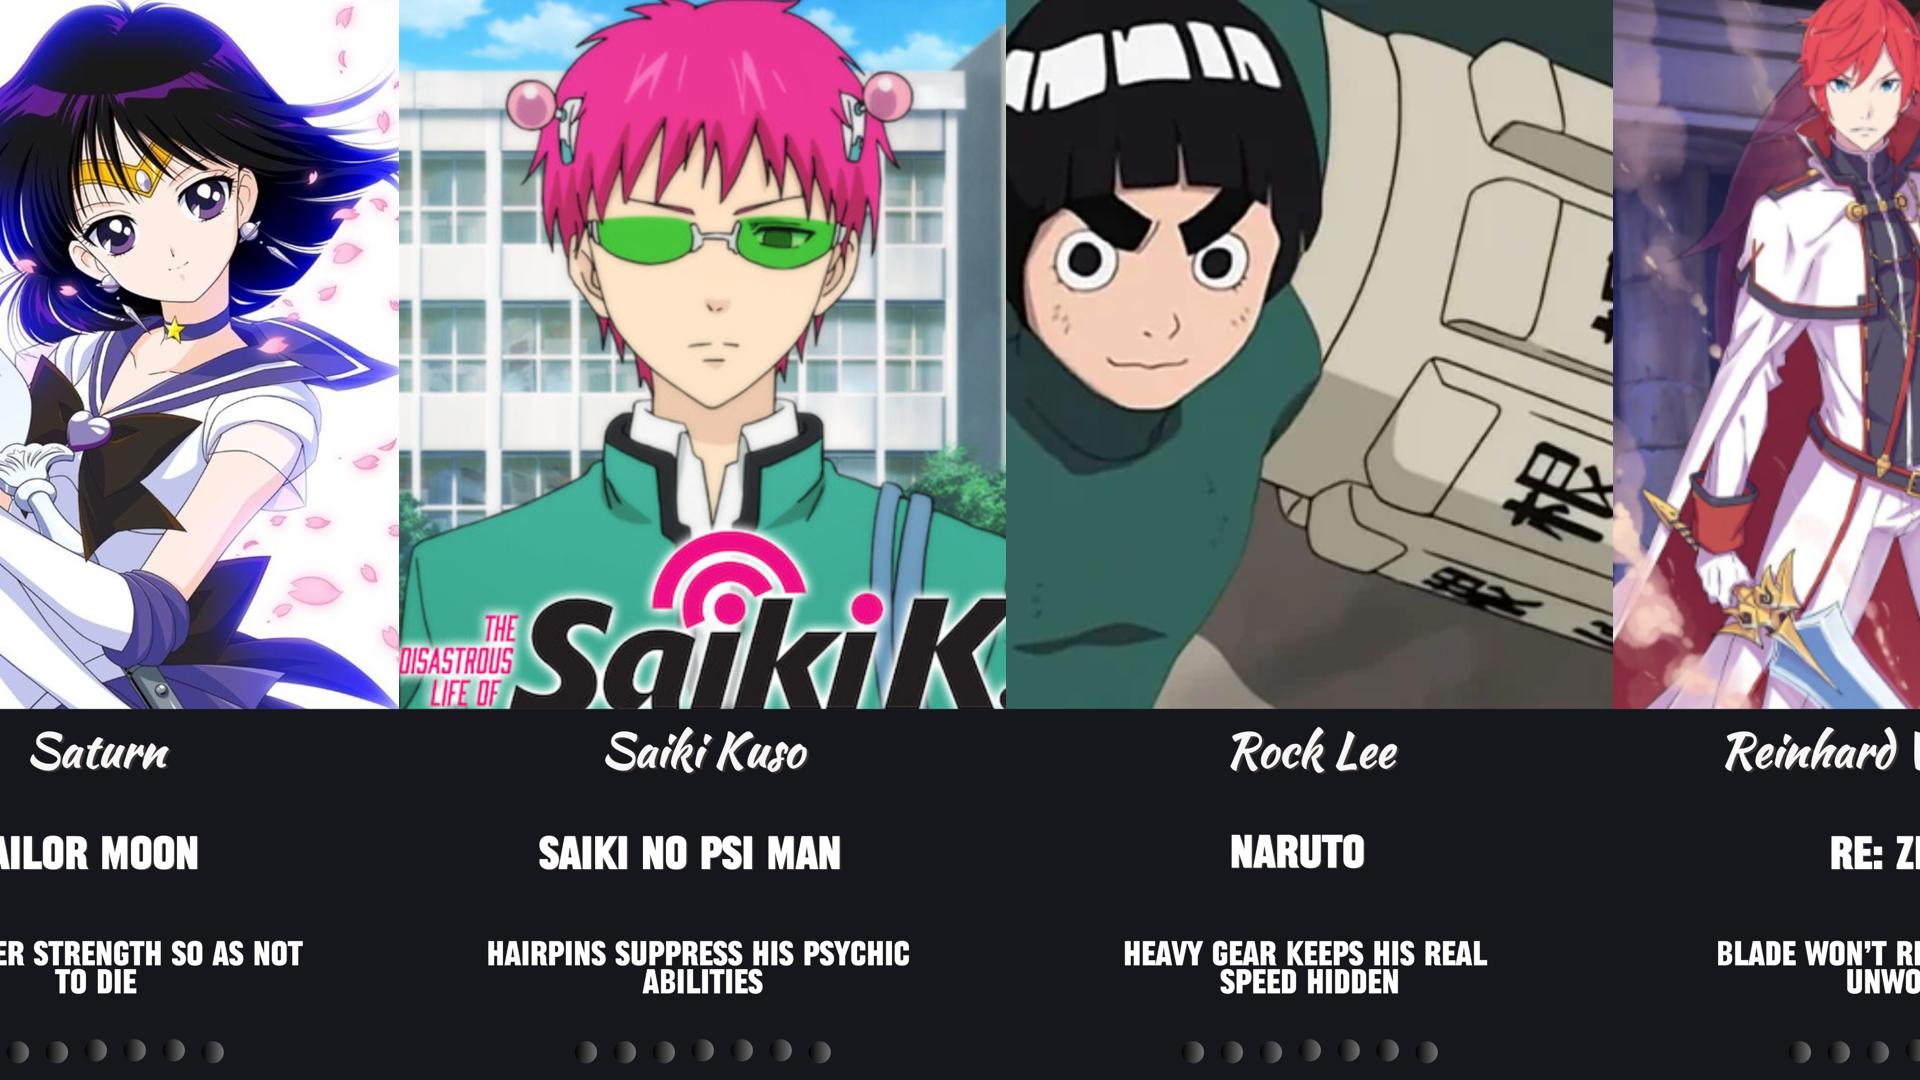 THE
DISASTROUS
LIFE OF
Saiki K.
Saturn
AILOR MOON
ER STRENGTH SO AS NOT
TO DIE
Saiki Kuso
SAIKI NO PSI MAN
HAIRPINS SUPPRESS HIS PSYCHIC
ABILITIES
Rock Lee
NARUTO
HEAVY GEAR KEEPS HIS REAL
SPEED HIDDEN
Reinhard
RE: Z
BLADE WON'T R
UNWO